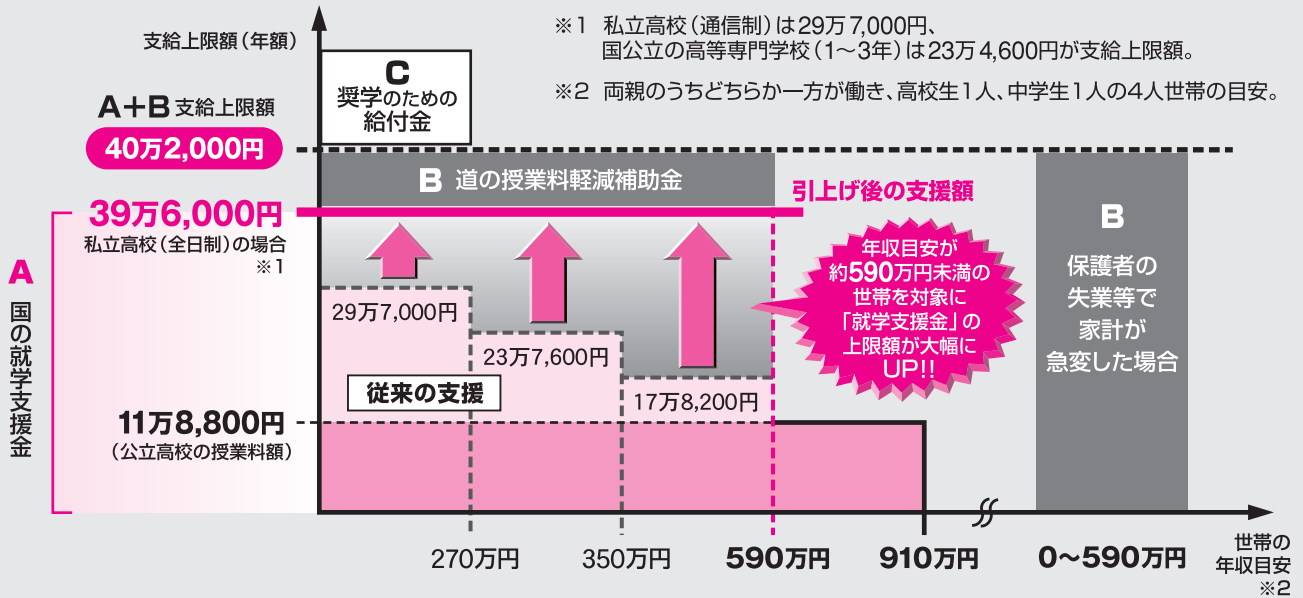 ※1 私立高校（通信制）は29万7,000円、
国公立の高等専門学校（1～3年）は23万4,600円が支給上限額。
※2 両親のうちどちらか一方が働き、高校生1人、中学生1人の4人世帯の目安。
支給上限額（年額）
C
奨学のための
給付金
A＋B 支給上限額
40万2,000円
B 道の授業料軽減補助金
引上げ後の支援額
39万6,000円
私立高校（全日制）の場合
※1
A
国の就学支援金
年収目安が
約590万円未満の
世帯を対象に
「就学支援金」の
上限額が大幅に
UP!!
B
保護者の
失業等で
家計が
急変した場合
29万7,000円
23万7,600円
17万8,200円
従来の支援
11万8,800円
（公立高校の授業料額）
270万円
350万円
590万円
910万円
0～590万円
世帯の
年収目安
※2